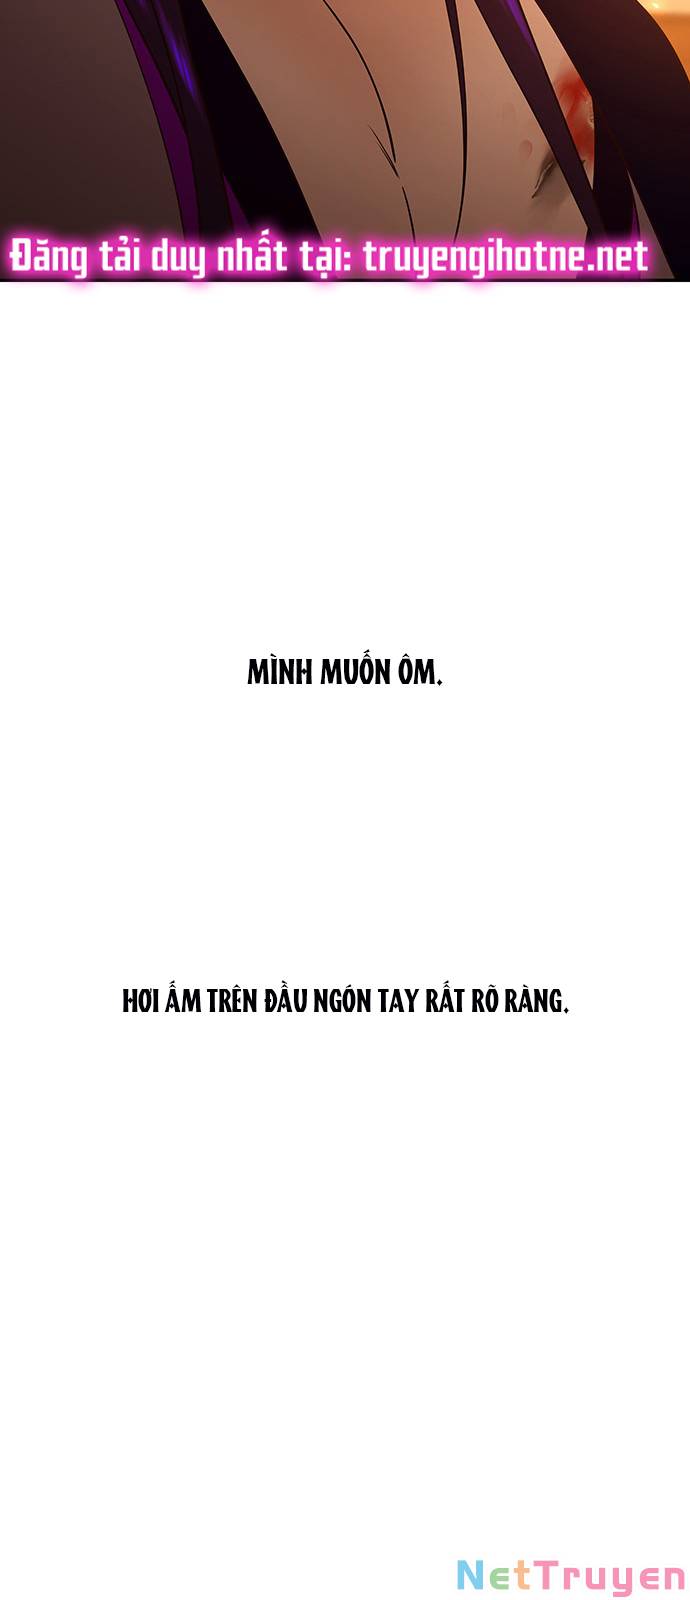 Đăng tải duy nhất tại: truyengihotne.net
MÌNH MUỐN ÔM.
HƠI ẤM TRÊN ĐẦU NGÓN TAY RẤT RÕ RÀNG.
NetTruyen